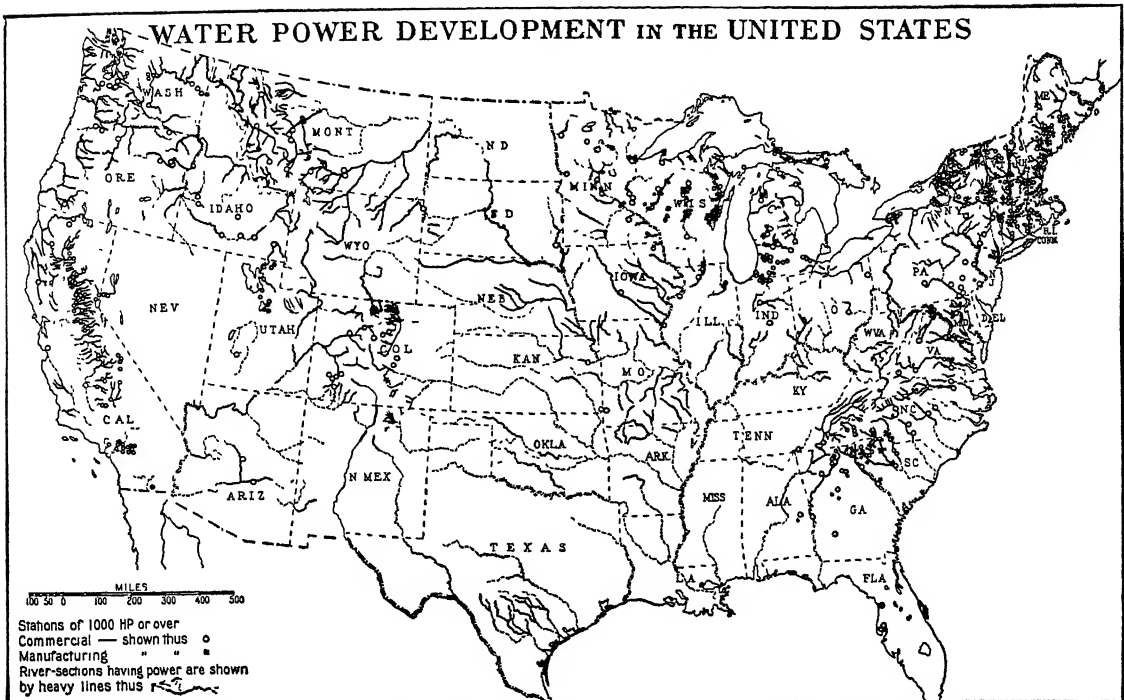 WATER POWER DEVELOPMENT IN THE UNITED STATES
WASH
MONT
N D
MINN
ME
ORE
IDAHO
WYO
WIS
N Y
R.I.
CONN
NEV
UTAH
COL
NEB
IOWA
ILL
IND
O
PA
N J
DEL
W VA
VA
KAN
MO
KY
CAL
ARIZ
N MEX
OKLA
ARK
TENN
N C
S C
MISS
ALA
GA
TEXAS
LA
FLA
MILES
100 50 0 100 200 300 400 500
Stations of 1000 HP or over
Commercial — shown thus
Manufacturing " "
River-sections having power are shown
by heavy lines thus